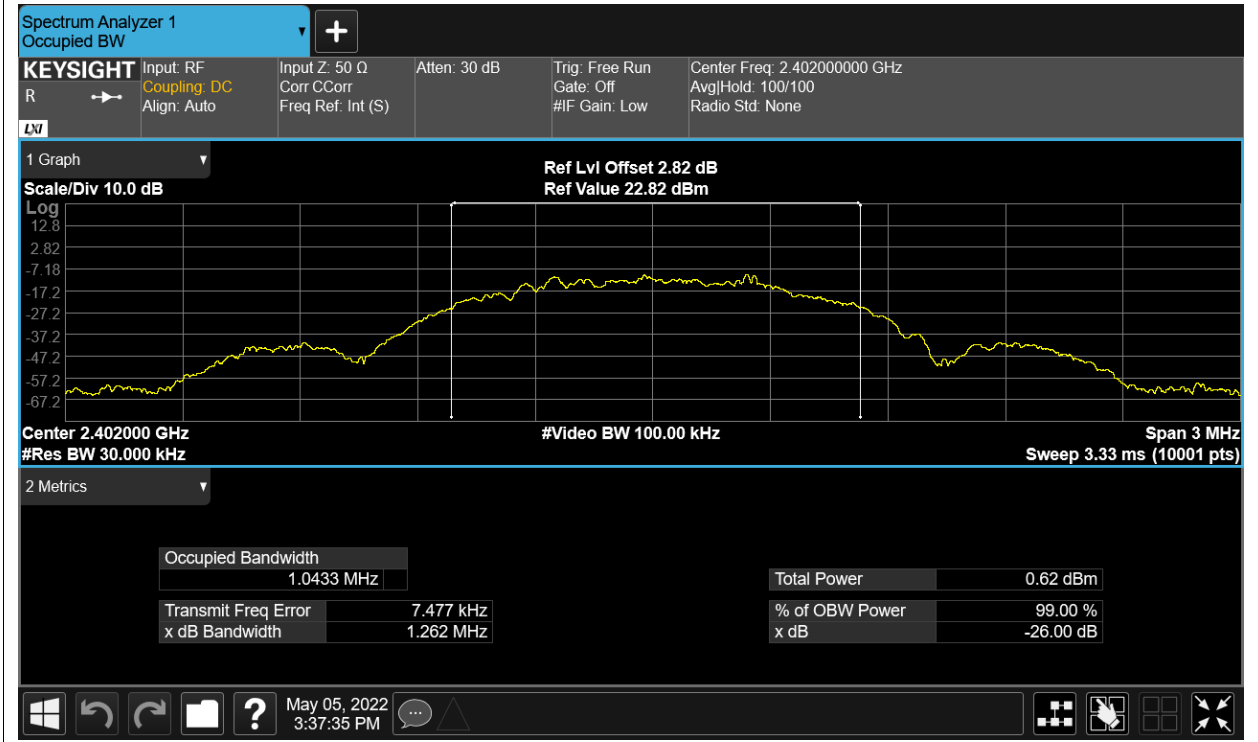 Spectrum Analyzer 1
Occupied BW
KEYSIGHT
R
LXI
Input: RF
Coupling: DC
Align: Auto
Input Z: 50 Ω
Corr CCorr
Freq Ref: Int (S)
Atten: 30 dB
Trig: Free Run
Gate: Off
#IF Gain: Low
Center Freq: 2.402000000 GHz
Avg|Hold: 100/100
Radio Std: None
1 Graph
Scale/Div 10.0 dB
Ref Lvl Offset 2.82 dB
Ref Value 22.82 dBm
Log
12.8
2.82
-7.18
-17.2
-27.2
-37.2
-47.2
-57.2
-67.2
Center 2.402000 GHz
#Video BW 100.00 kHz
Span 3 MHz
#Res BW 30.000 kHz
Sweep 3.33 ms (10001 pts)
2 Metrics
Occupied Bandwidth
1.0433 MHz
Total Power 0.62 dBm
Transmit Freq Error 7.477 kHz
% of OBW Power 99.00 %
x dB Bandwidth 1.262 MHz
x dB -26.00 dB
?
May 05, 2022
3:37:35 PM